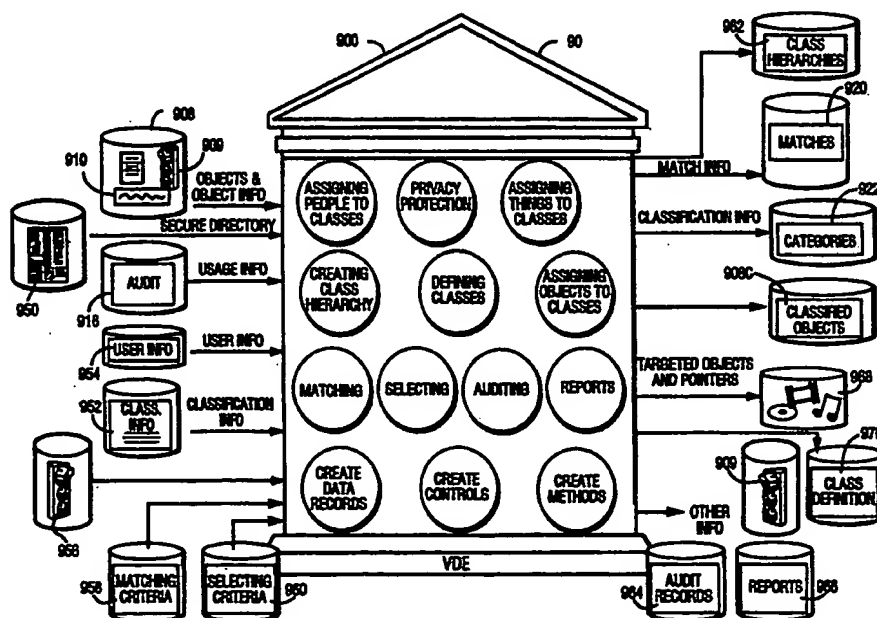 900
90
962
CLASS
HIERARCHIES
908
909
910
920
MATCHES
OBJECTS &
OBJECT INFO
MATCH INFO
ASSIGNING
PEOPLE TO
CLASSES
PRIVACY
PROTECTION
ASSIGNING
THINGS TO
CLASSES
SECURE DIRECTORY
CLASSIFICATION INFO
922
CATEGORIES
950
AUDIT
USAGE INFO
916
CREATING
CLASS
HIERARCHY
DEFINING
CLASSES
ASSIGNING
OBJECTS TO
CLASSES
908C
CLASSIFIED
OBJECTS
USER INFO
USER INFO
954
MATCHING
SELECTING
AUDITING
REPORTS
TARGETED OBJECTS
AND POINTERS
952
CLASS.
INFO
CLASSIFICATION
INFO
CREATE
DATA
RECORDS
CREATE
CONTROLS
CREATE
METHODS
909
CLASS
DEFINITION
OTHER
INFO
MATCHING
CRITERIA
SELECTING
CRITERIA
960
VDE
964
AUDIT
RECORDS
REPORTS